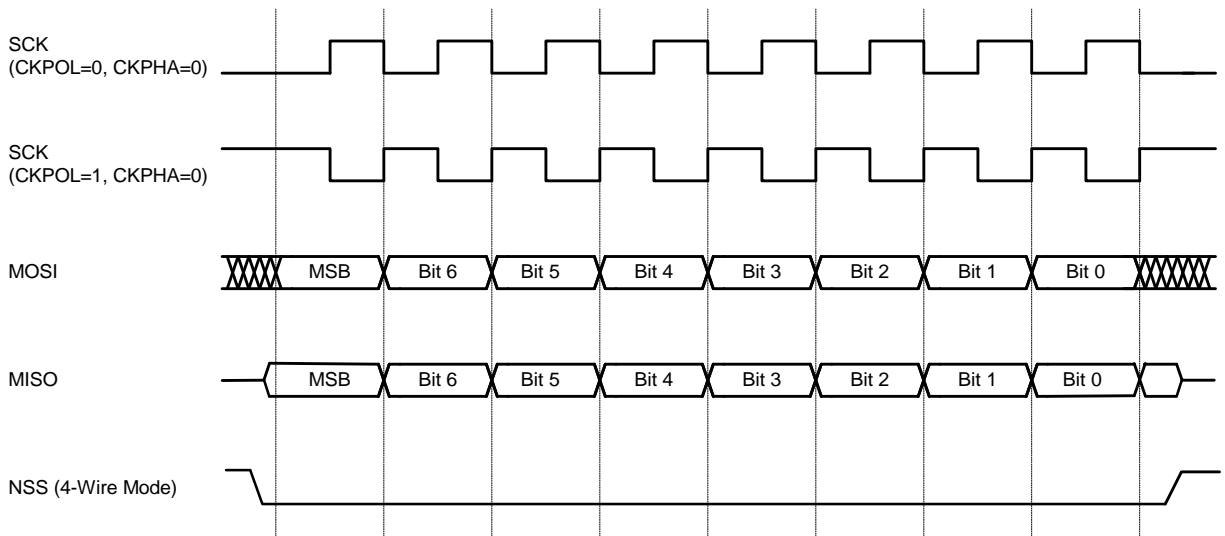 SCK
(CKPOL=0, CKPHA=0)
SCK
(CKPOL=1, CKPHA=0)
MOSI
MSB Bit 6 Bit 5 Bit 4 Bit 3 Bit 2 Bit 1 Bit 0
MISO
MSB Bit 6 Bit 5 Bit 4 Bit 3 Bit 2 Bit 1 Bit 0
NSS (4-Wire Mode)